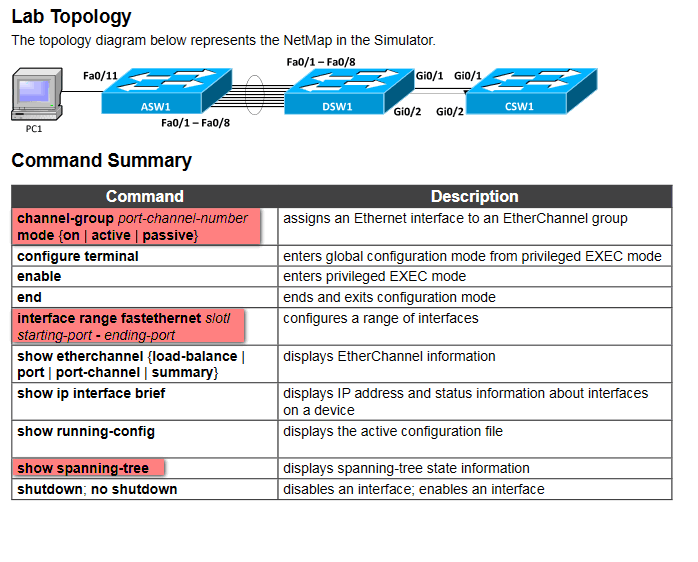 Lab Topology
The topology diagram below represents the NetMap in the Simulator.
Fa0/1 – Fa0/8
Fa0/11
Gi0/1 Gi0/1
ASW1
DSW1
CSW1
Gi0/2 Gi0/2
Fa0/1 – Fa0/8
PC1
Command Summary
Command Description
channel-group port-channel-number assigns an Ethernet interface to an EtherChannel group
mode {on | active | passive}
configure terminal enters global configuration mode from privileged EXEC mode
enable enters privileged EXEC mode
end ends and exits configuration mode
interface range fastethernet slot/ configures a range of interfaces
starting-port - ending-port
show etherchannel {load-balance | displays EtherChannel information
port | port-channel | summary}
show ip interface brief displays IP address and status information about interfaces
on a device
show running-config displays the active configuration file
show spanning-tree displays spanning-tree state information
shutdown; no shutdown disables an interface; enables an interface